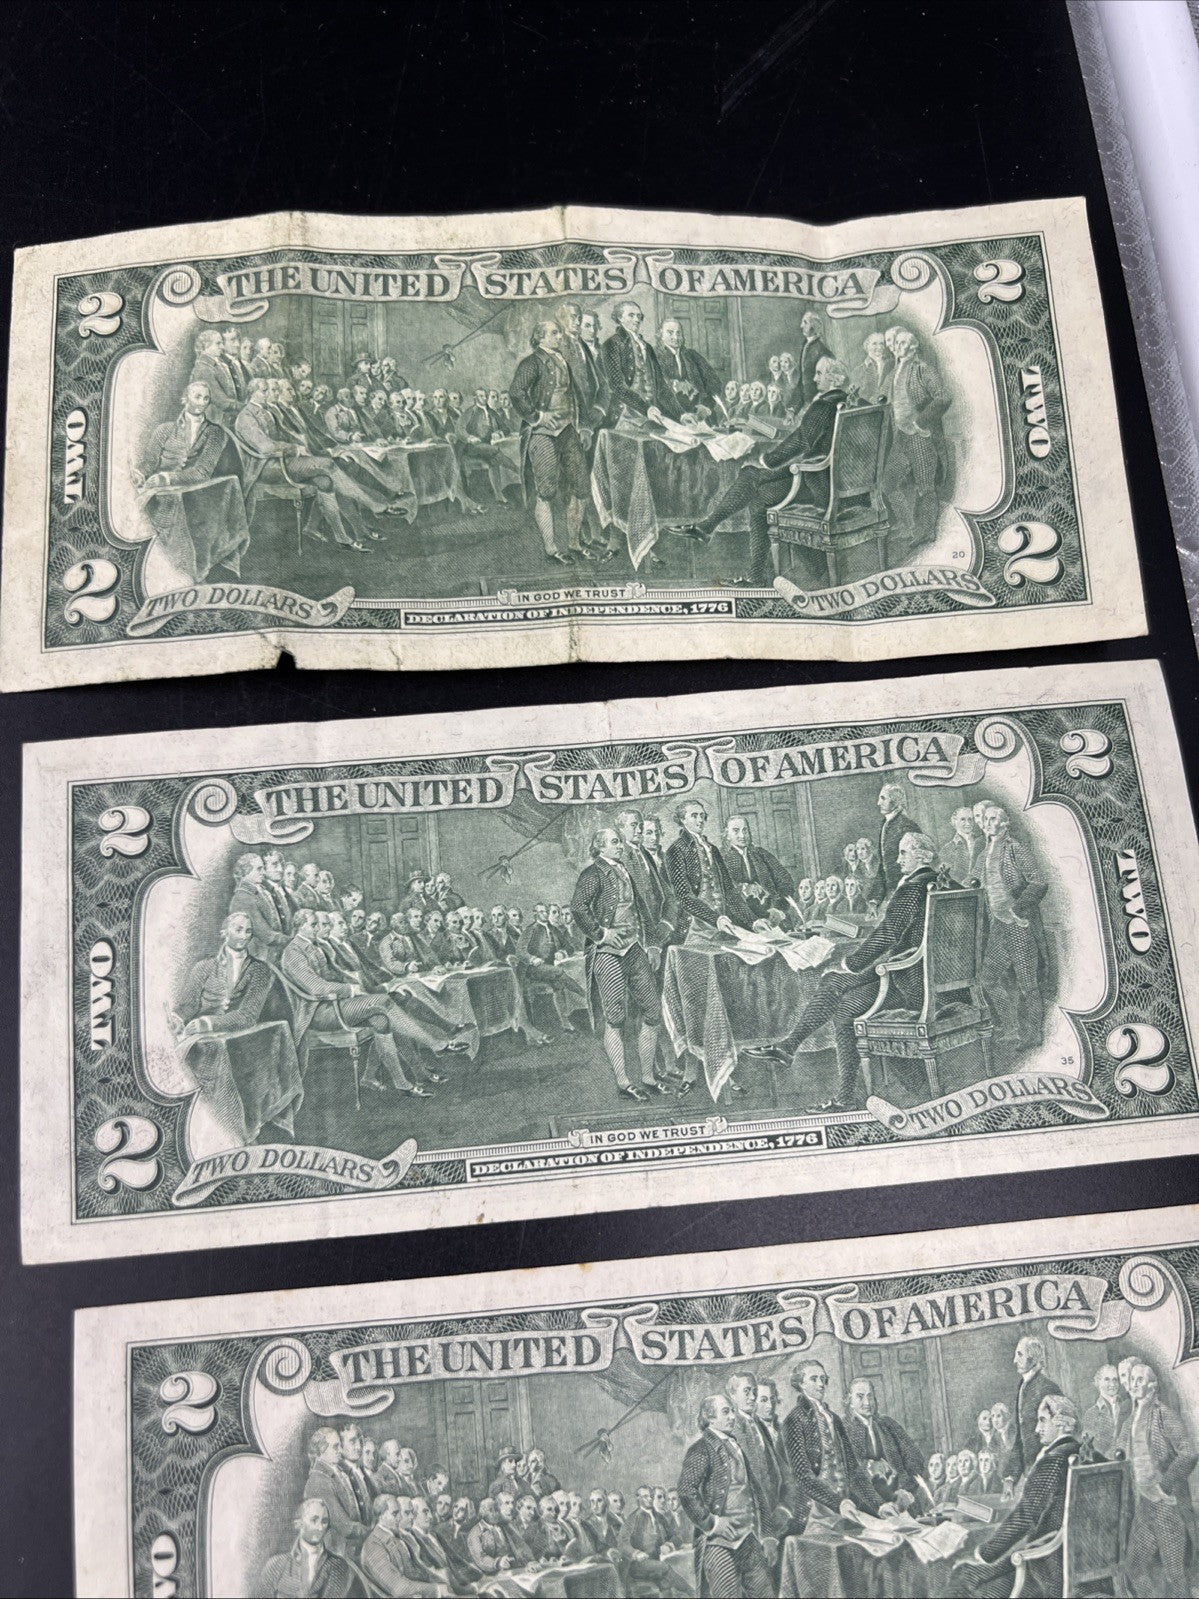 THE UNITED STATES OF AMERICA
2 2
TWO TWO
20
2 TWO DOLLARS IN GOD WE TRUST TWO DOLLARS 2
DECLARATION OF INDEPENDENCE, 1776
THE UNITED STATES OF AMERICA
2 2
TWO TWO
35
2 TWO DOLLARS IN GOD WE TRUST TWO DOLLARS 2
DECLARATION OF INDEPENDENCE, 1776
THE UNITED STATES OF AMERICA
2